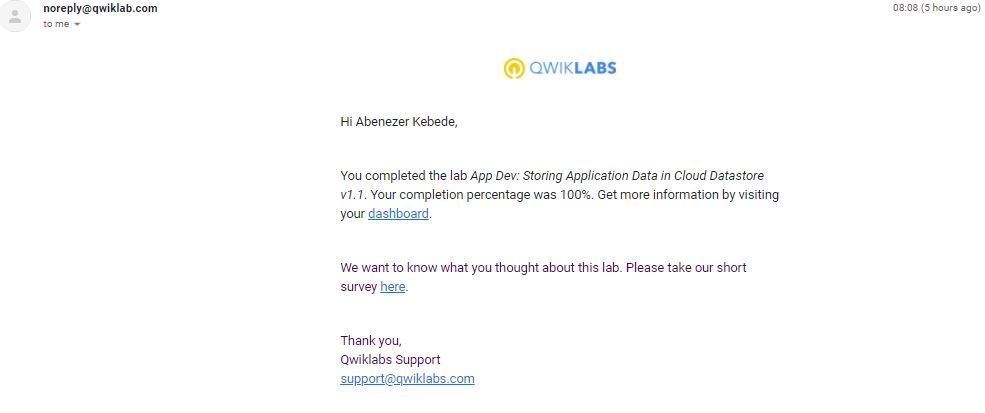 noreply@qwiklab.com
08:08 (5 hours ago)
to me
QWIKLABS
Hi Abenezer Kebede,
You completed the lab App Dev: Storing Application Data in Cloud Datastore
v1.1. Your completion percentage was 100%. Get more information by visiting
your dashboard.
We want to know what you thought about this lab. Please take our short
survey here.
Thank you,
Qwiklabs Support
support@qwiklabs.com